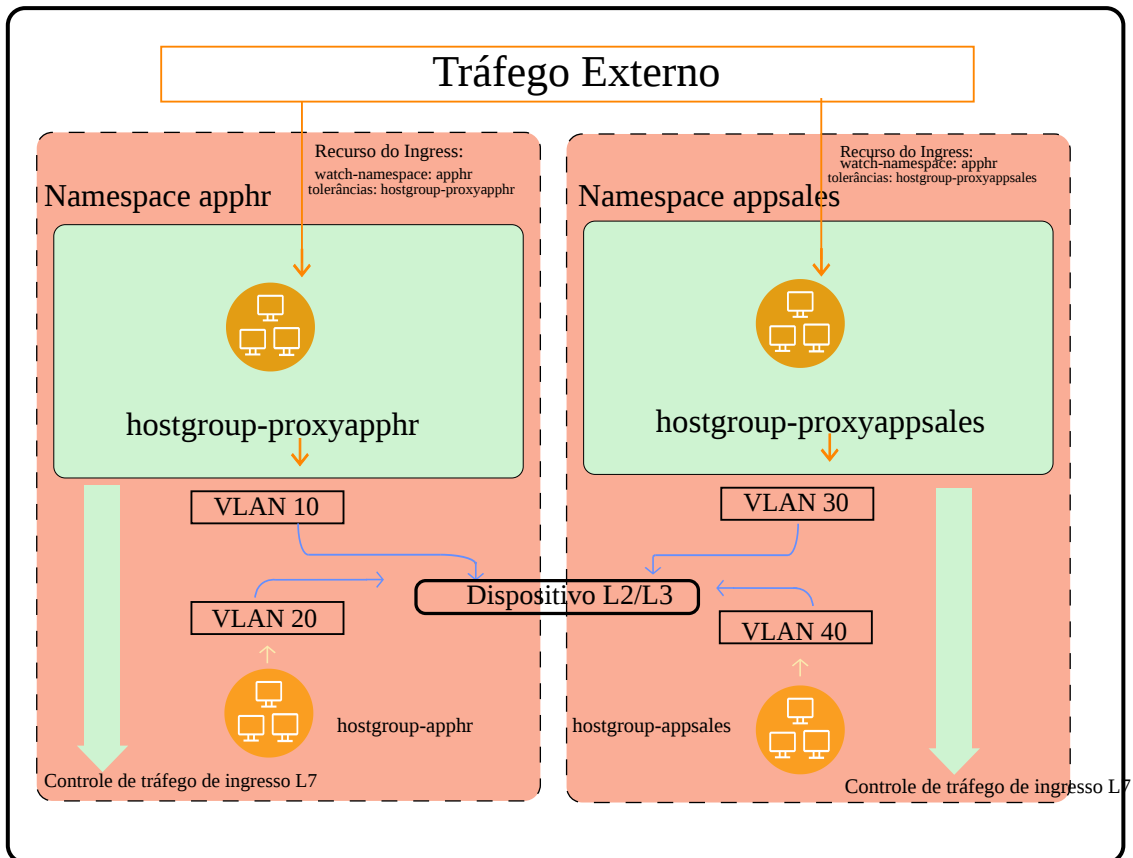 Tráfego Externo
Recurso do Ingress:
watch-namespace: apphr
tolerâncias: hostgroup-proxyapphr
Namespace apphr
hostgroup-proxyapphr
VLAN 10
VLAN 20
hostgroup-apphr
Controle de tráfego de ingresso L7
Dispositivo L2/L3
Recurso do Ingress:
watch-namespace: apphr
tolerâncias: hostgroup-proxyappsales
Namespace appsales
hostgroup-proxyappsales
VLAN 30
VLAN 40
hostgroup-appsales
Controle de tráfego de ingresso L7